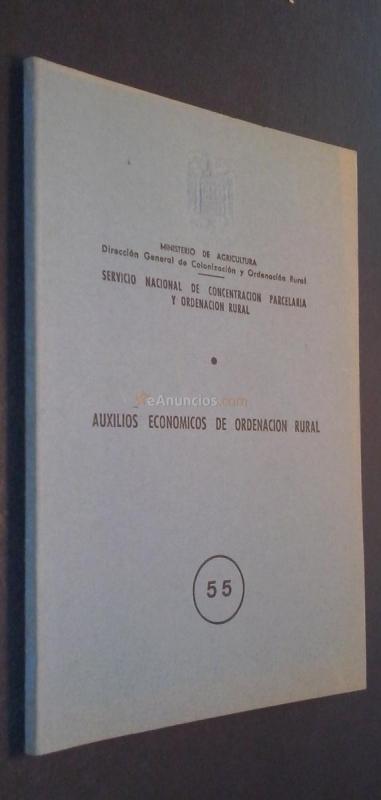 MINISTERIO DE AGRICULTURA
Dirección General de Colonización y Ordenación Rural
SERVICIO NACIONAL DE CONCENTRACION PARCELARIA
Y ORDENACION RURAL
eAnuncios.com
AUXILIOS ECONOMICOS DE ORDENACION RURAL
55